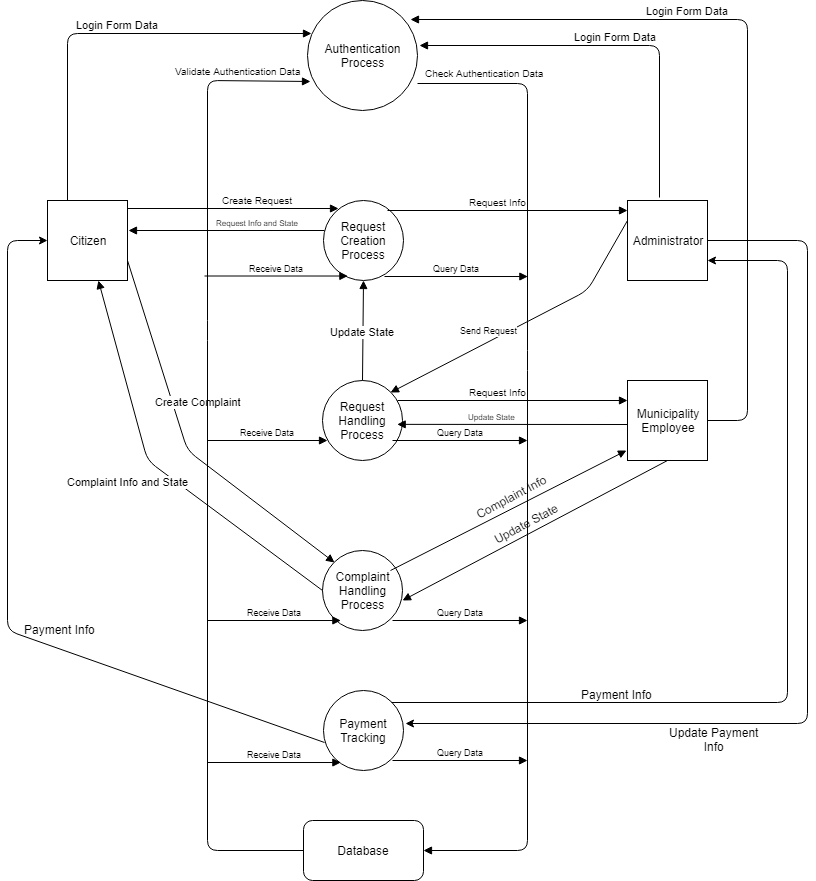 Login Form Data
Login Form Data
Login Form Data
Authentication
Process
Validate Authentication Data
Check Authentication Data
Citizen
Create Request
Request Info and State
Request
Creation
Process
Request Info
Administrator
Receive Data
Query Data
Update State
Send Request
Create Complaint
Request
Handling
Process
Request Info
Update State
Municipality
Employee
Receive Data
Query Data
Complaint Info and State
Complaint Info
Update State
Complaint
Handling
Process
Receive Data
Query Data
Payment Info
Payment Info
Payment
Tracking
Update Payment
Info
Receive Data
Query Data
Database